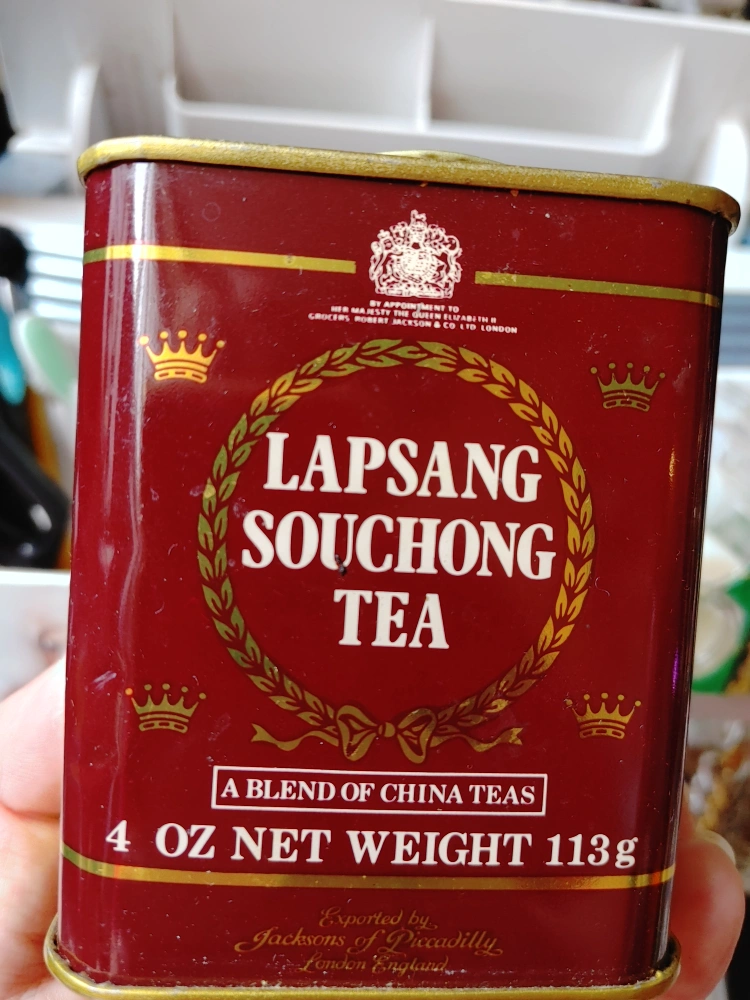 BY APPOINTMENT TO
HER MAJESTY THE QUEEN ELIZABETH II
GROCERS ROBERT JACKSON & CO LTD LONDON
LAPSANG
SOUCHONG
TEA
A BLEND OF CHINA TEAS
4 OZ NET WEIGHT 113g
Exported by
Jacksons of Piccadilly
London England